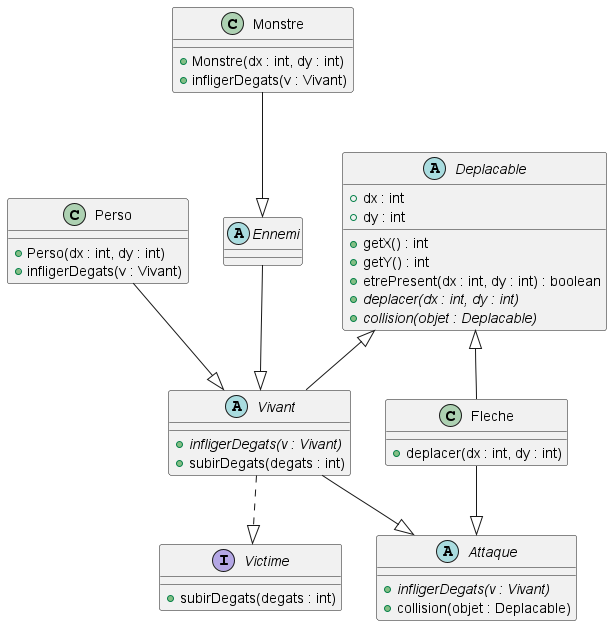 C Monstre
Monstre(dx : int, dy : int)
infligerDegats(v : Vivant)
A Deplacable
dx : int
dy : int
getX() : int
getY() : int
etrePresent(dx : int, dy : int) : boolean
deplacer(dx : int, dy : int)
collision(objet : Deplacable)
C Perso
Perso(dx : int, dy : int)
infligerDegats(v : Vivant)
A Ennemi
A Vivant
infligerDegats(v : Vivant)
subirDegats(degats : int)
C Fleche
deplacer(dx : int, dy : int)
I Victime
subirDegats(degats : int)
A Attaque
infligerDegats(v : Vivant)
collision(objet : Deplacable)